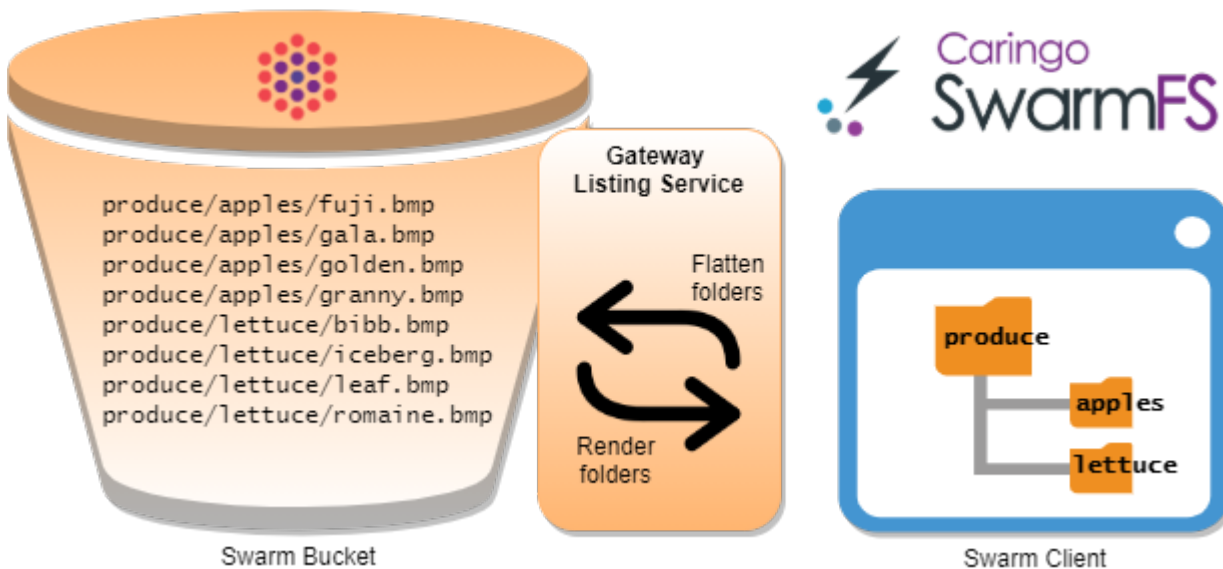 Caringo
SwarmFS
Gateway
Listing Service
produce/apples/fuji.bmp
produce/apples/gala.bmp
produce/apples/golden.bmp
produce/apples/granny.bmp
produce/lettuce/bibb.bmp
produce/lettuce/iceberg.bmp
produce/lettuce/leaf.bmp
produce/lettuce/romaine.bmp
Flatten
folders
Render
folders
produce
apples
lettuce
Swarm Bucket
Swarm Client